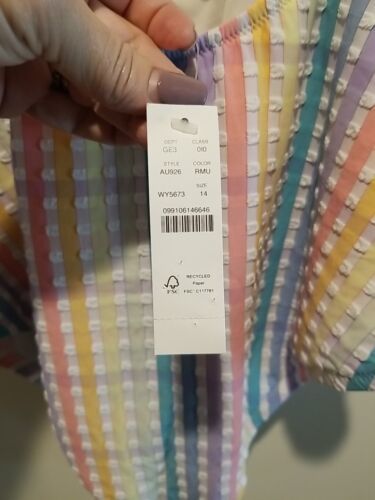 DEPT CLASS
GE3 010
STYLE COLOR
AU926 RMU
SIZE
WY5673 14
099106146646
RECYCLED
Paper
FSC FSC® C117781